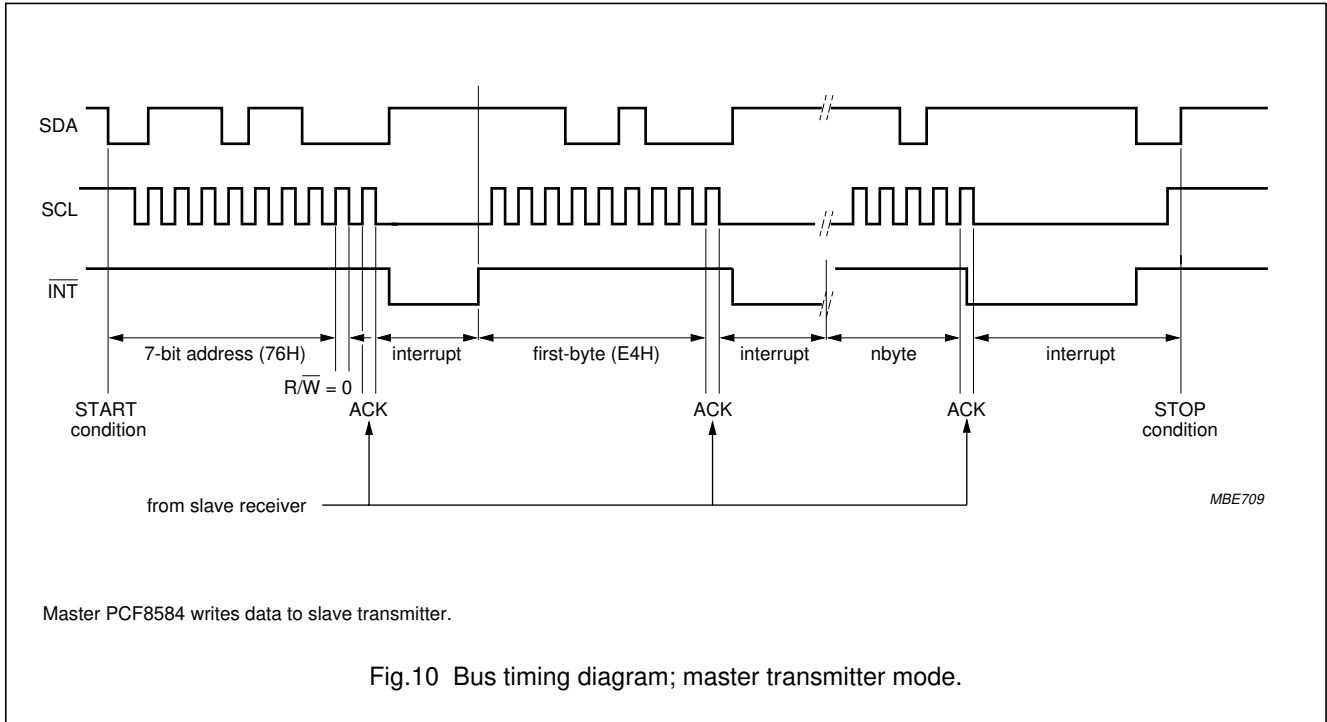 SDA
SCL
INT
7-bit address (76H)
interrupt
first-byte (E4H)
interrupt
nbyte
interrupt
R/W = 0
START
condition
ACK
ACK
ACK
STOP
condition
from slave receiver
MBE709
Master PCF8584 writes data to slave transmitter.
Fig.10 Bus timing diagram; master transmitter mode.